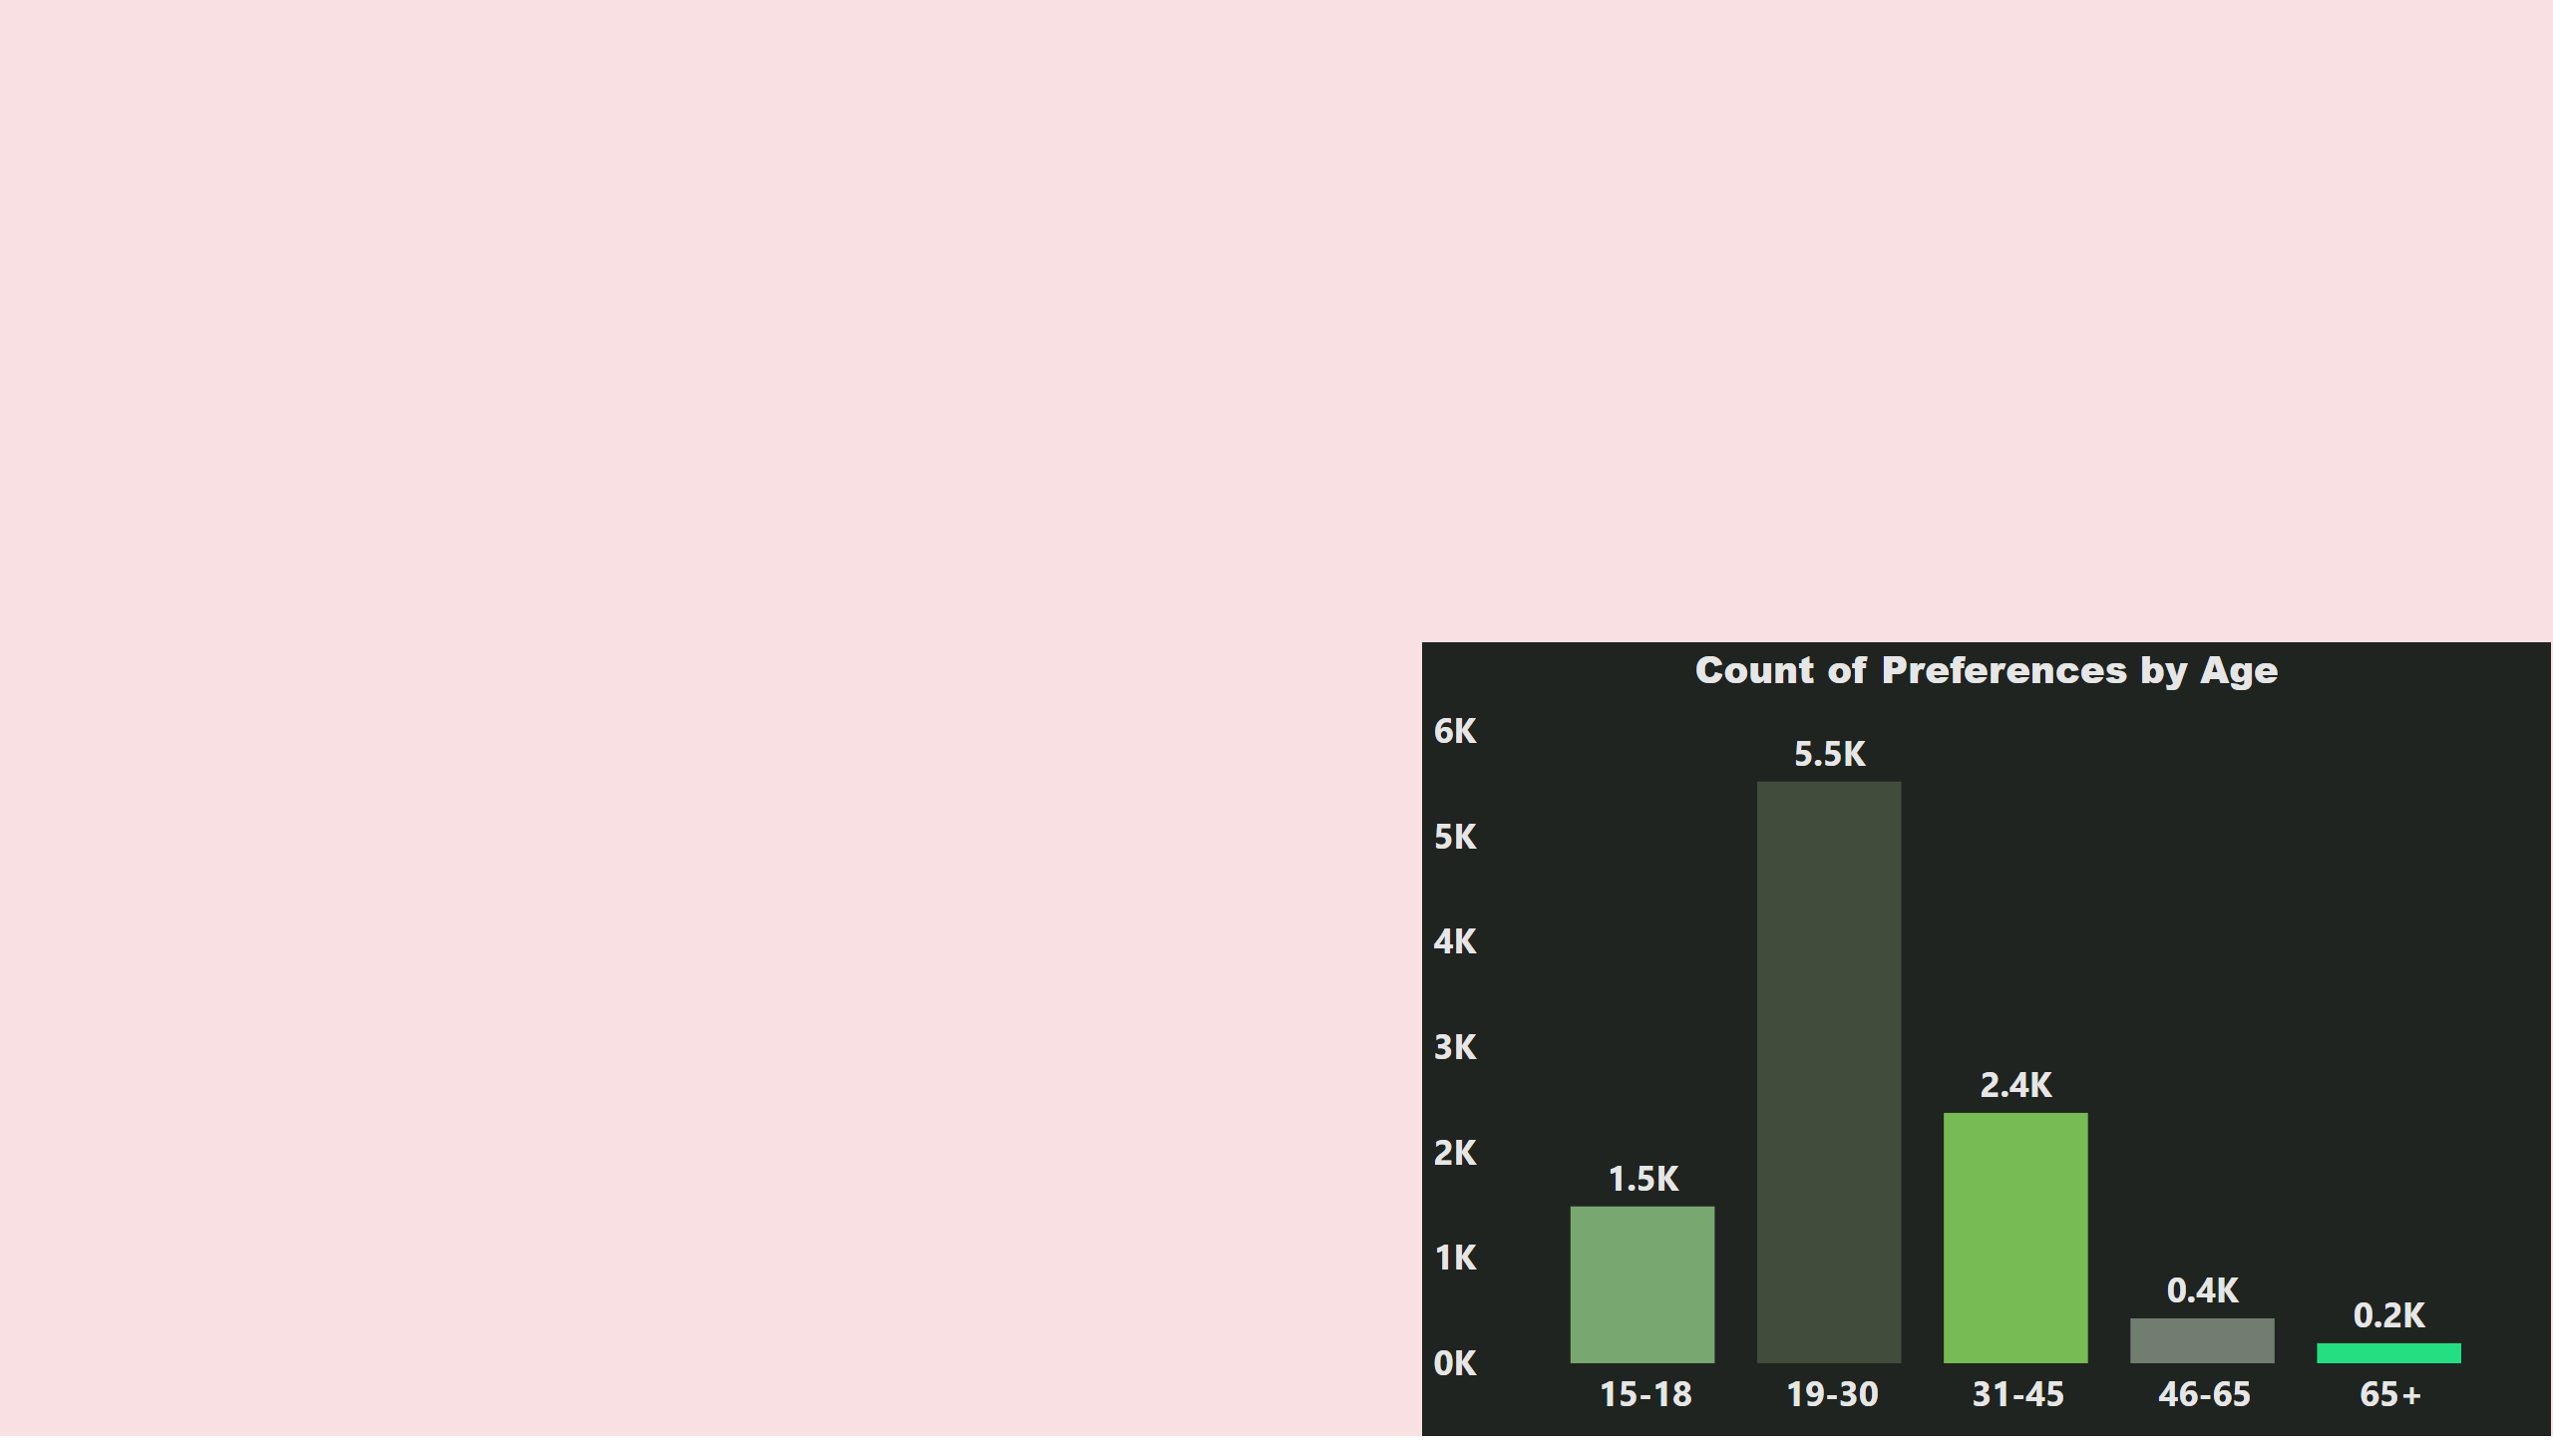 Count of Preferences by Age
6K
5.5K
5K
4K
3K
2.4K
2K
1.5K
1K
0.4K
0.2K
0K
15-18 19-30 31-45 46-65 65+